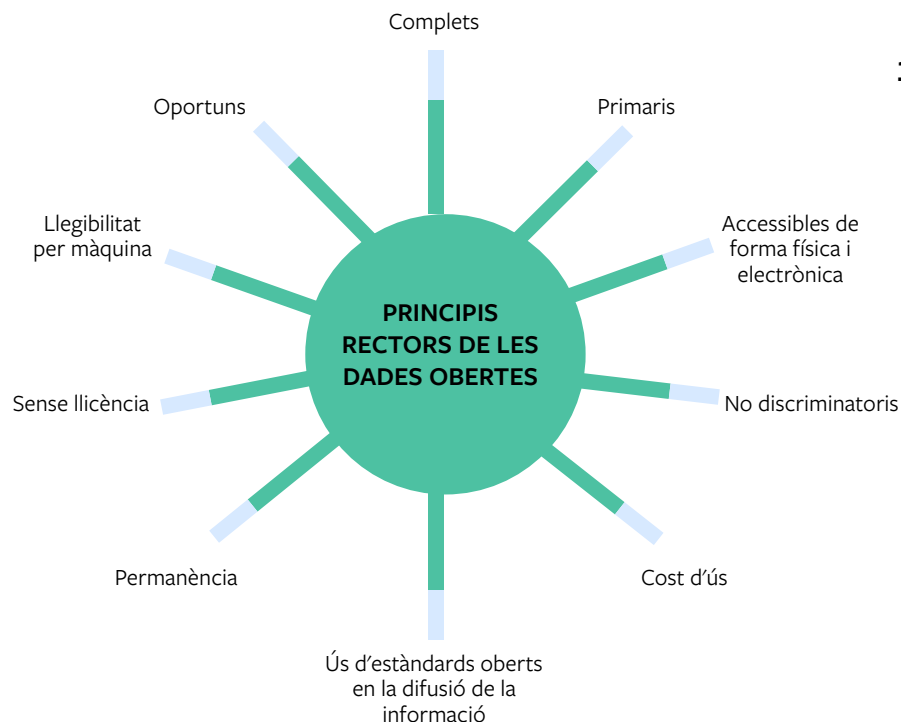 Complets
:
Oportuns
Primaris
Llegibilitat
per màquina
Accessibles de
forma física i
electrònica
PRINCIPIS
RECTORS DE LES
DADES OBERTES
Sense llicència
No discriminatoris
Permanència
Cost d'ús
Ús d'estàndards oberts
en la difusió de la
informació